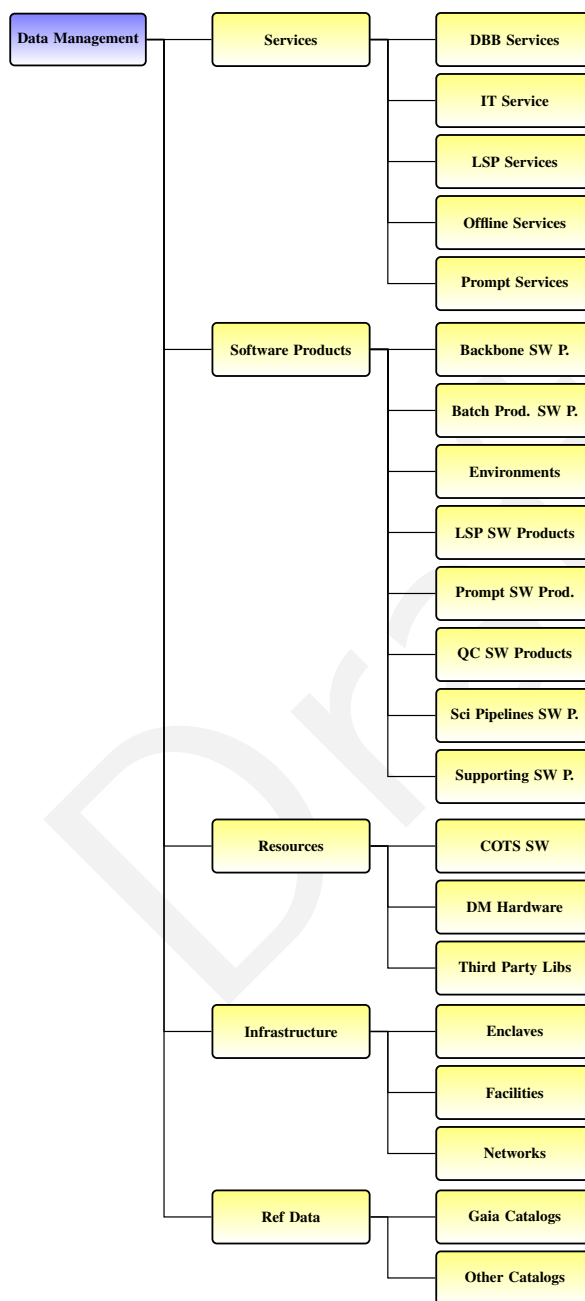 Data Management
Services
DBB Services
IT Service
LSP Services
Offline Services
Prompt Services
Software Products
Backbone SW P.
Batch Prod. SW P.
Environments
LSP SW Products
Prompt SW Prod.
QC SW Products
Sci Pipelines SW P.
Supporting SW P.
Resources
COTS SW
DM Hardware
Third Party Libs
Infrastructure
Enclaves
Facilities
Networks
Ref Data
Gaia Catalogs
Other Catalogs